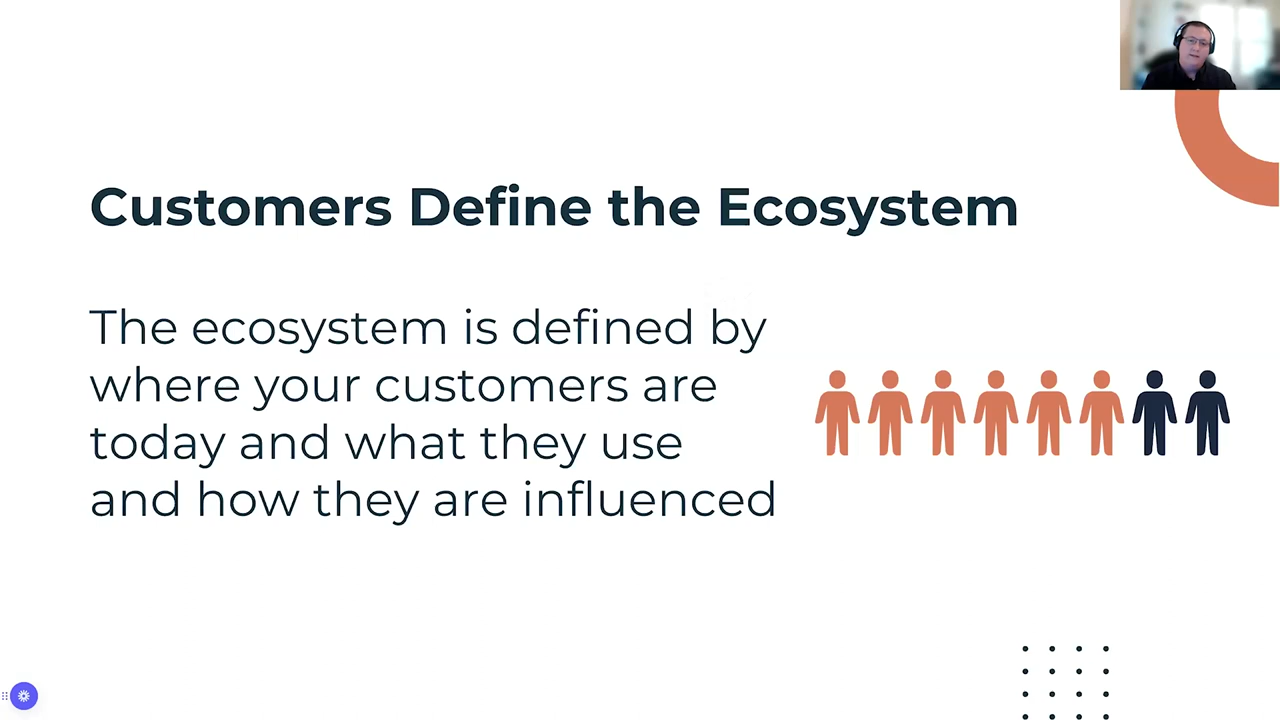 Customers Define the Ecosystem
The ecosystem is defined by
where your customers are
today and what they use
and how they are influenced